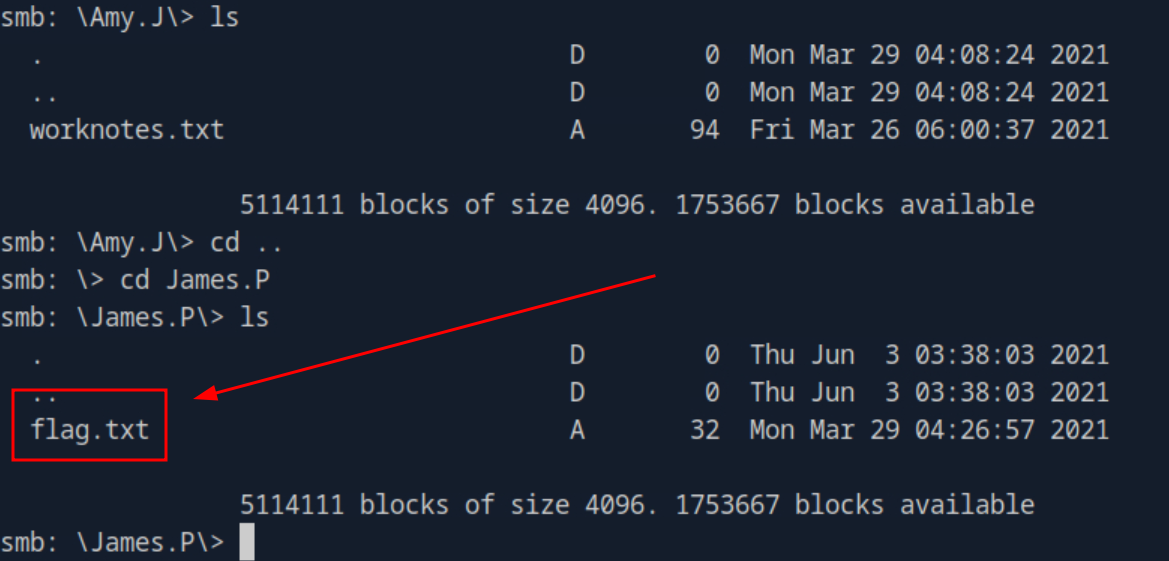 smb: \Amy.J\> ls
. D 0 Mon Mar 29 04:08:24 2021
.. D 0 Mon Mar 29 04:08:24 2021
worknotes.txt A 94 Fri Mar 26 06:00:37 2021
5114111 blocks of size 4096. 1753667 blocks available
smb: \Amy.J\> cd ..
smb: \> cd James.P
smb: \James.P\> ls
. D 0 Thu Jun 3 03:38:03 2021
.. D 0 Thu Jun 3 03:38:03 2021
flag.txt A 32 Mon Mar 29 04:26:57 2021
5114111 blocks of size 4096. 1753667 blocks available
smb: \James.P\>